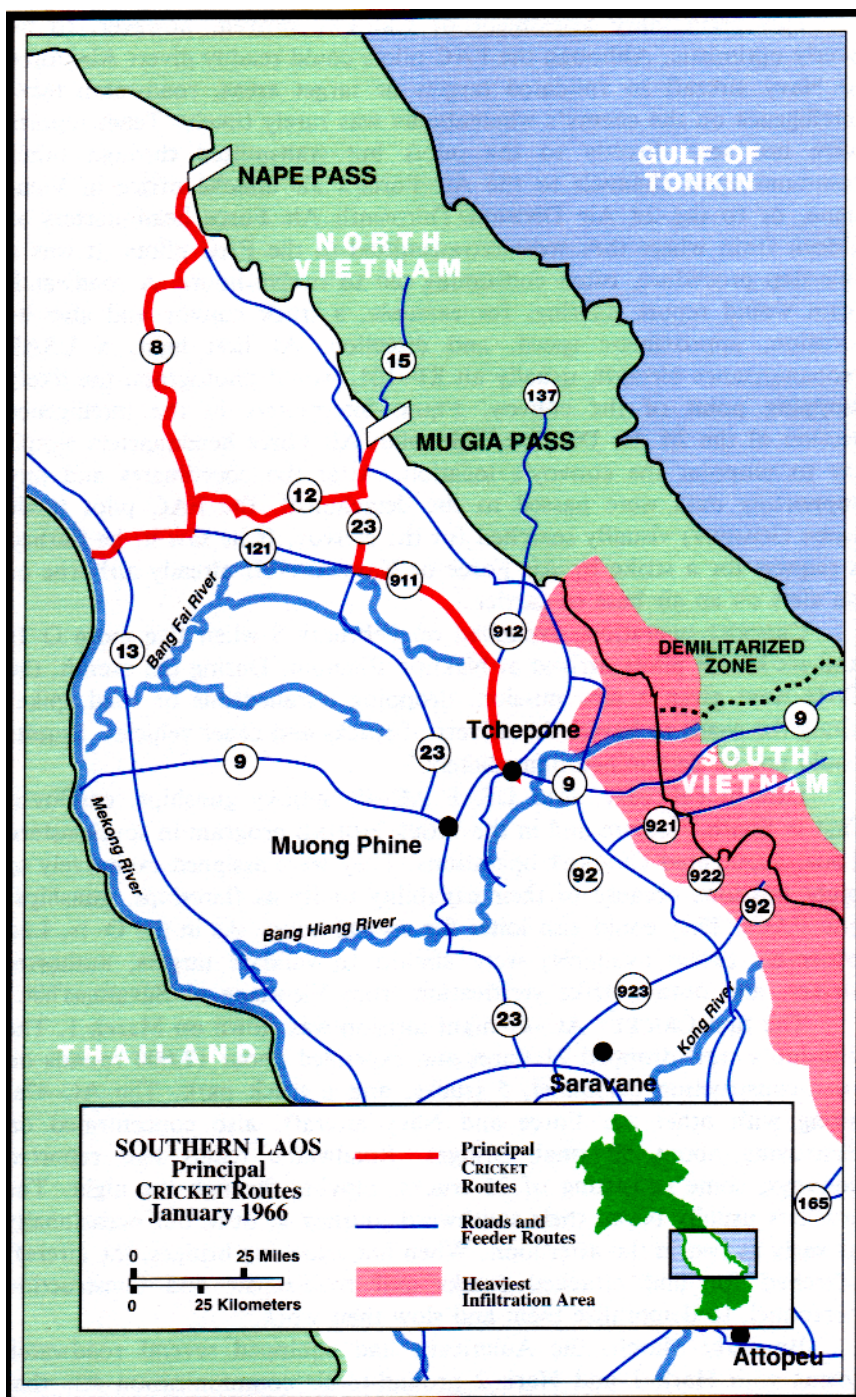 GULF OF
TONKIN
NAPE PASS
NORTH
VIETNAM
8
15
137
MU GIA PASS
12
23
121
911
Bang Fai River
13
912
DEMILITARIZED
ZONE
Tchepone
9
SOUTH
VIETNAM
23
9
9
Mekong River
Muong Phine
921
92
922
92
Bang Hiang River
923
Kong River
23
THAILAND
Saravane
SOUTHERN LAOS
Principal
CRICKET Routes
January 1966
0 25 Miles
0 25 Kilometers
Principal
CRICKET
Routes
Roads and
Feeder Routes
Heaviest
Infiltration Area
165
Attopeu